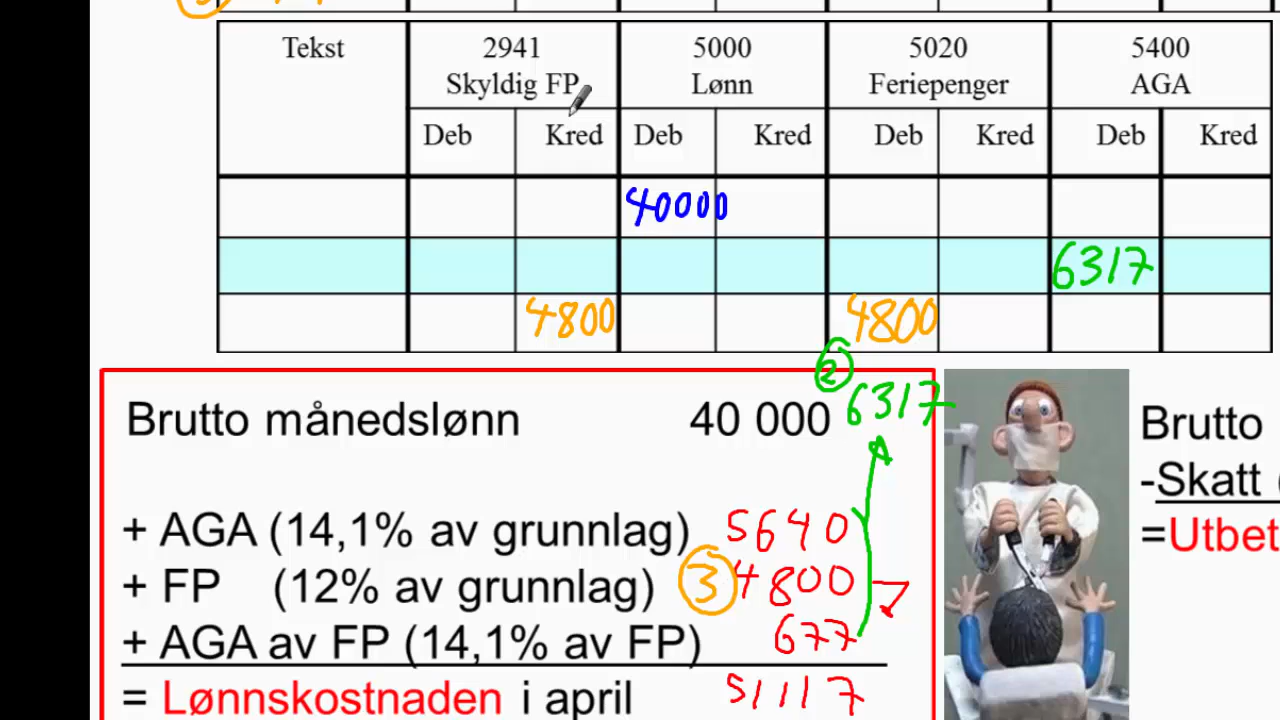 Tekst 2941 5000 5020 5400
Skyldig FP Lønn Feriepenger AGA
Deb Kred Deb Kred Deb Kred Deb Kred
40000
6317
4800 4800
2
Brutto månedslønn 40 000 6317
+ AGA (14,1% av grunnlag) 5640
+ FP (12% av grunnlag) 3 4800
+ AGA av FP (14,1% av FP) 677
= Lønnskostnaden i april 51117
Brutto
-Skatt (
=Utbet